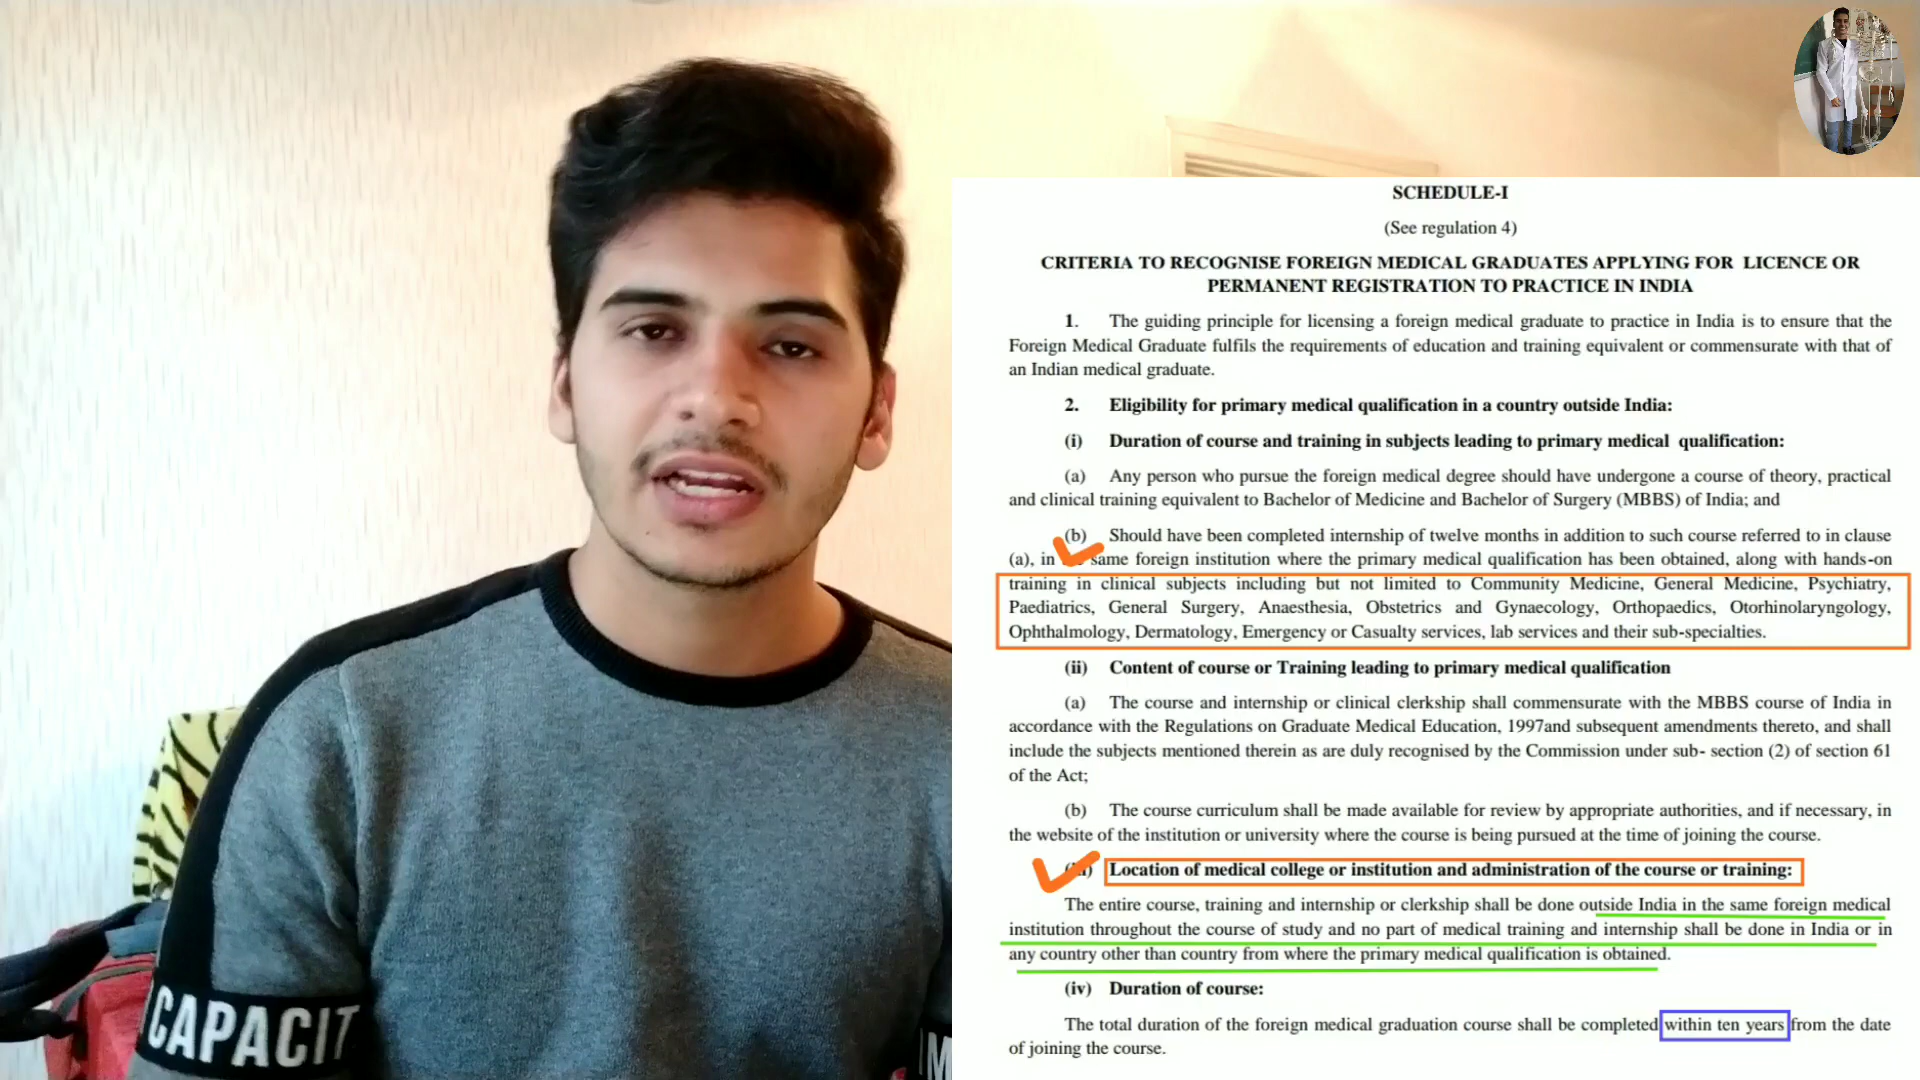 SCHEDULE-I
(See regulation 4)
CRITERIA TO RECOGNISE FOREIGN MEDICAL GRADUATES APPLYING FOR LICENCE OR
PERMANENT REGISTRATION TO PRACTICE IN INDIA
1. The guiding principle for licensing a foreign medical graduate to practice in India is to ensure that the
Foreign Medical Graduate fulfils the requirements of education and training equivalent or commensurate with that of
an Indian medical graduate.
2. Eligibility for primary medical qualification in a country outside India:
(i) Duration of course and training in subjects leading to primary medical qualification:
(a) Any person who pursue the foreign medical degree should have undergone a course of theory, practical
and clinical training equivalent to Bachelor of Medicine and Bachelor of Surgery (MBBS) of India; and
(b) Should have been completed internship of twelve months in addition to such course referred to in clause
(a), in same foreign institution where the primary medical qualification has been obtained, along with hands-on
training in clinical subjects including but not limited to Community Medicine, General Medicine, Psychiatry,
Paediatrics, General Surgery, Anaesthesia, Obstetrics and Gynaecology, Orthopaedics, Otorhinolaryngology,
Ophthalmology, Dermatology, Emergency or Casualty services, lab services and their sub-specialties.
(ii) Content of course or Training leading to primary medical qualification
(a) The course and internship or clinical clerkship shall commensurate with the MBBS course of India in
accordance with the Regulations on Graduate Medical Education, 1997and subsequent amendments thereto, and shall
include the subjects mentioned therein as are duly recognised by the Commission under sub- section (2) of section 61
of the Act;
(b) The course curriculum shall be made available for review by appropriate authorities, and if necessary, in
the website of the institution or university where the course is being pursued at the time of joining the course.
Location of medical college or institution and administration of the course or training:
The entire course, training and internship or clerkship shall be done outside India in the same foreign medical
institution throughout the course of study and no part of medical training and internship shall be done in India or in
any country other than country from where the primary medical qualification is obtained.
(iv) Duration of course:
The total duration of the foreign medical graduation course shall be completed within ten years from the date
of joining the course.
CAPACIT
IM